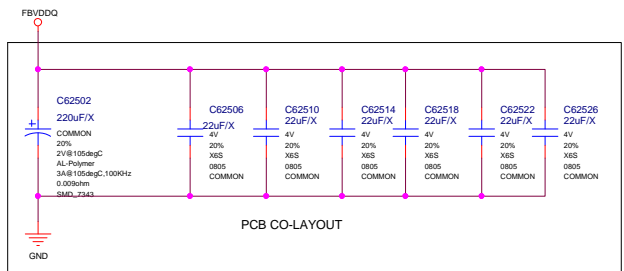 FBVDDQ
C62502
220uF/X
COMMON
20%
2V@105degC
AL-Polymer
3A@105degC,100KHz
0.009ohm
SMD_7343
C62506
22uF/X
4V
20%
X6S
0805
COMMON
C62510
22uF/X
4V
20%
X6S
0805
COMMON
C62514
22uF/X
4V
20%
X6S
0805
COMMON
C62518
22uF/X
4V
20%
X6S
0805
COMMON
C62522
22uF/X
4V
20%
X6S
0805
COMMON
C62526
22uF/X
4V
20%
X6S
0805
COMMON
PCB CO-LAYOUT
GND